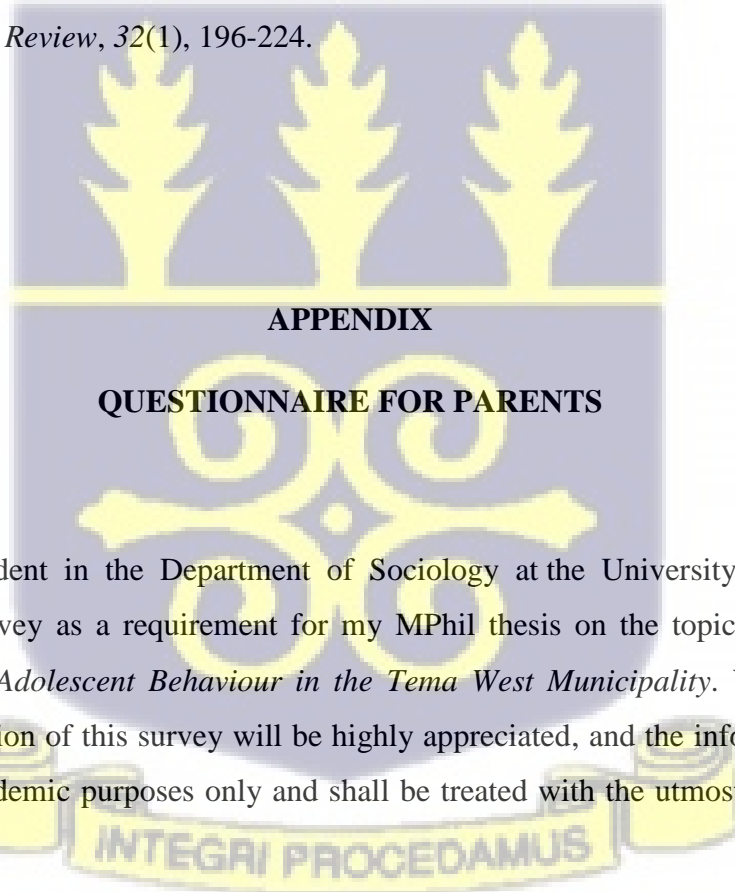 Review, 32(1), 196-224.
APPENDIX
QUESTIONNAIRE FOR PARENTS
dent in the Department of Sociology at the University
vey as a requirement for my MPhil thesis on the topic
Adolescent Behaviour in the Tema West Municipality.
ion of this survey will be highly appreciated, and the info
demic purposes only and shall be treated with the utmost
INTEGRI PROCEDAMUS